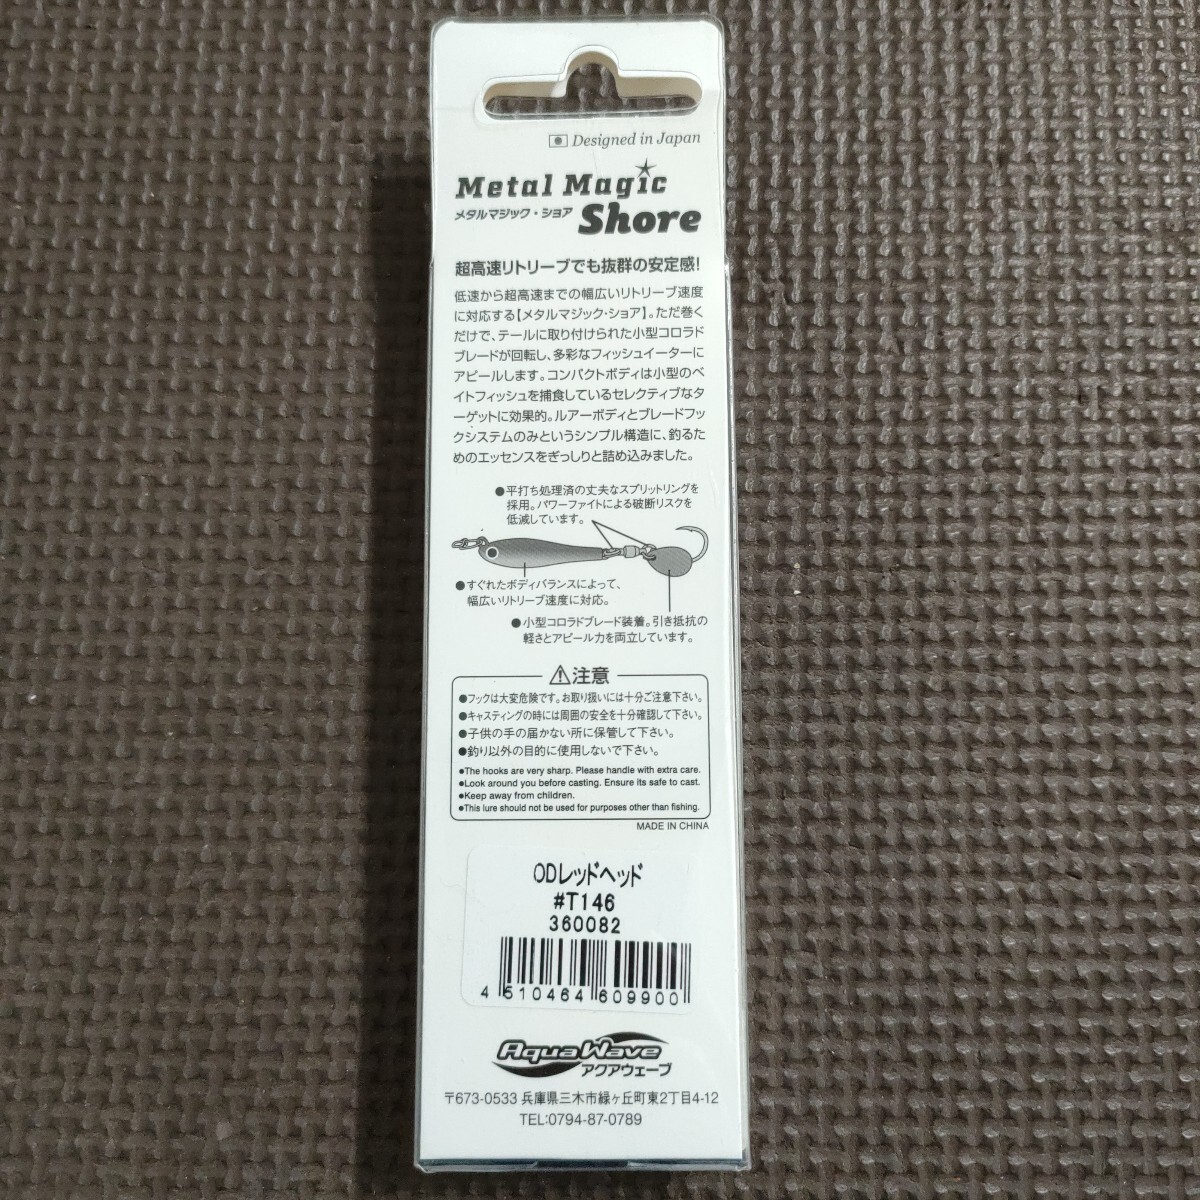 Designed in Japan
Metal Magic
メタルマジック・ショア Shore
超高速リトリーブでも抜群の安定感!
低速から超高速までの幅広いリトリーブ速度
に対応する【メタルマジック・ショア】。ただ巻く
だけで、テールに取り付けられた小型コロラド
ブレードが回転し、多彩なフィッシュイーターに
アピールします。コンパクトボディは小型のベ
イトフィッシュを捕食しているセレクティブなタ
ーゲットに効果的。ルアーボディとブレードフッ
クシステムのみというシンプル構造に、釣るた
めのエッセンスをぎっしりと詰め込みました。
●平打ち処理済の丈夫なスプリットリングを
採用。パワーファイトによる破断リスクを
低減しています。
●すぐれたボディバランスによって、
幅広いリトリーブ速度に対応。
●小型コロラドブレード装着。引き抵抗の
軽さとアピール力を両立しています。
⚠注意
●フックは大変危険です。お取り扱いには十分ご注意下さい。
●キャスティングの時には周囲の安全を十分確認して下さい。
●子供の手の届かない所に保管して下さい。
●釣り以外の目的に使用しないで下さい。
●The hooks are very sharp. Please handle with extra care.
●Look around you before casting. Ensure its safe to cast.
●Keep away from children.
●This lure should not be used for purposes other than fishing.
MADE IN CHINA
ODレッドヘッド
#T146
360082
4 510464 609900
AquaWave
アクアウェーブ
〒673-0533 兵庫県三木市緑ヶ丘町東2丁目4-12
TEL:0794-87-0789